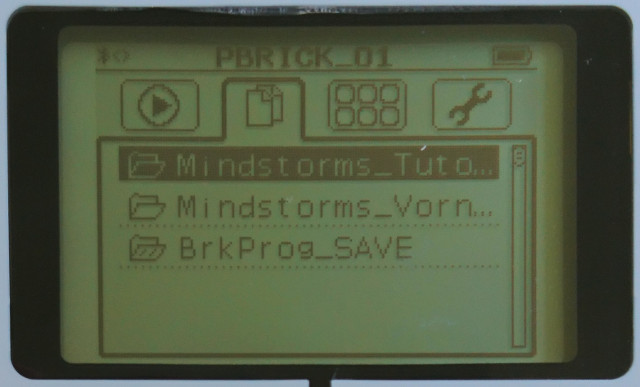 PBRICK_01
Mindstorms_Tuto...
Mindstorms_Vorn...
BrkProg_SAVE